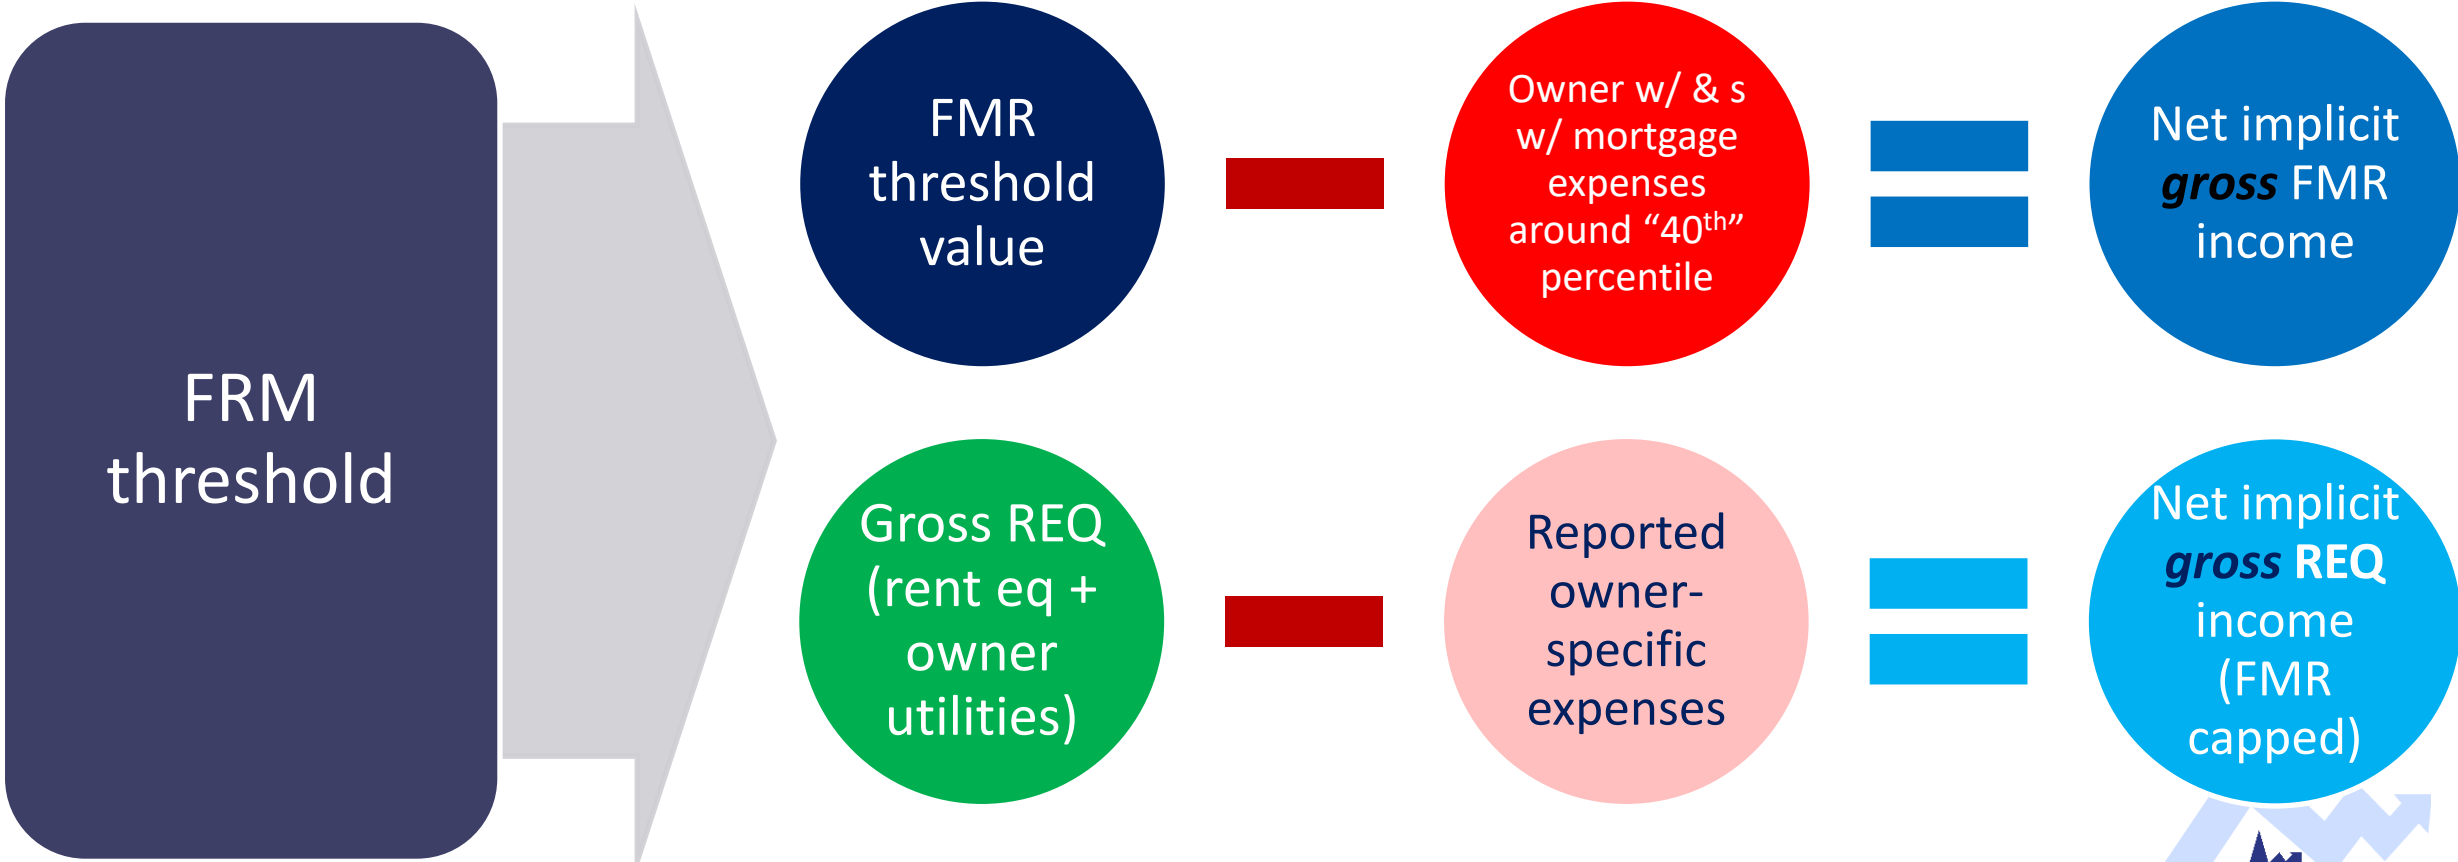 FRM
threshold
FMR
threshold
value
Owner w/ & s
w/ mortgage
expenses
around “40th”
percentile
Net implicit
gross FMR
income
Gross REQ
(rent eq +
owner
utilities)
Reported
owner-
specific
expenses
Net implicit
gross REQ
income
(FMR
capped)